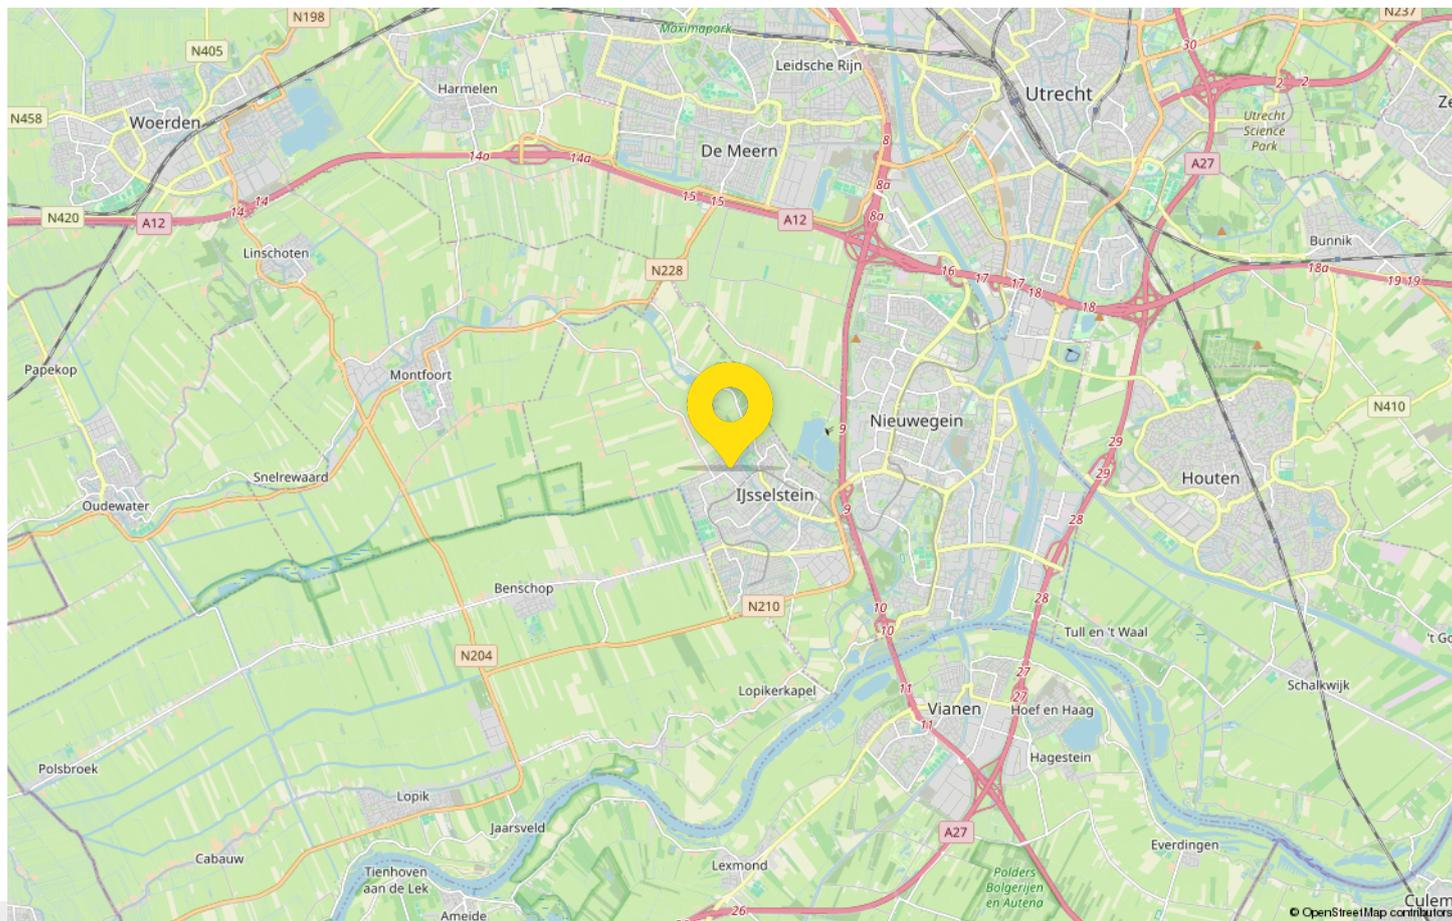 N198
N237
Maximapark
30
N405
Leidsche Rijn
2
2
Harmelen
Utrecht
N458
Woerden
Utrecht
Science
Park
8
De Meern
14a
14a
A27
8a
15
15
14
14
N420
A12
A12
8a
Bunnik
Linschoten
N228
16
17
17
18
18
18a
19
19
Papekop
Montfoort
N410
9
Nieuwegein
29
29
Snelrewaard
Houten
Oudewater
IJsselstein
9
28
Benschop
28
N210
10
10
Tull en 't Waal
N204
27
27
Schalkwijk
Lopikerkapel
11
11
Vianen
Hoef en Haag
Hagestein
Polsbroek
Lopik
Jaarsveld
A27
Everdingen
Cabauw
Lexmond
Tienhoven
aan de Lek
Polders
Bolgerijen
en Autena
26
Ameide
© OpenStreetMap contributors